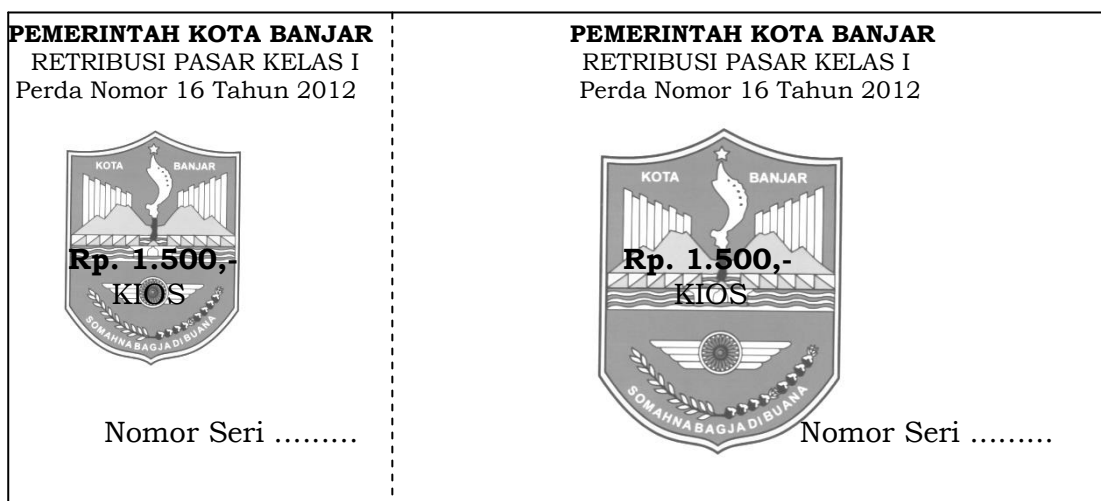 PEMERINTAH KOTA BANJAR
RETRIBUSI PASAR KELAS I
Perda Nomor 16 Tahun 2012
KOTA BANJAR
Rp. 1.500,-
KIOS
SOMAHNA BAGJA DI BUANA
Nomor Seri .........
PEMERINTAH KOTA BANJAR
RETRIBUSI PASAR KELAS I
Perda Nomor 16 Tahun 2012
KOTA BANJAR
Rp. 1.500,-
KIOS
SOMAHNA BAGJA DI BUANA
Nomor Seri .........